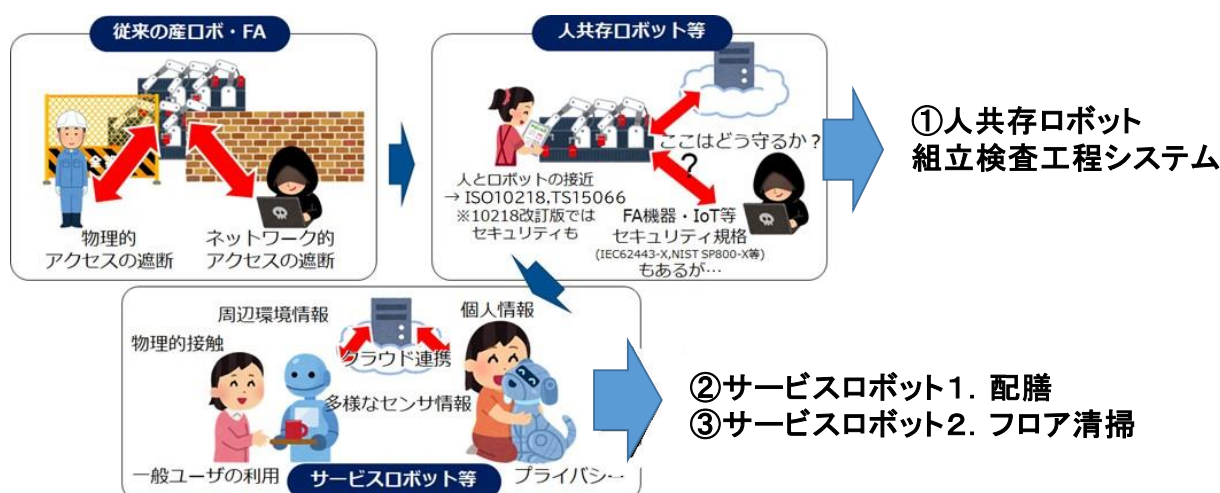 従来の産ロボ・FA
物理的
アクセスの遮断
ネットワーク的
アクセスの遮断
人共存ロボット等
ここはどう守るか？
？
人とロボットの接近
→ ISO10218,TS15066
※10218改訂版では
セキュリティも
FA機器・IoT等
セキュリティ規格
(IEC62443-X,NIST SP800-X等)
もあるが…
①人共存ロボット
組立検査工程システム
周辺環境情報
個人情報
物理的接触
クラウド連携
多様なセンサ情報
一般ユーザの利用
サービスロボット等
プライバシー
②サービスロボット１．配膳
③サービスロボット２．フロア清掃